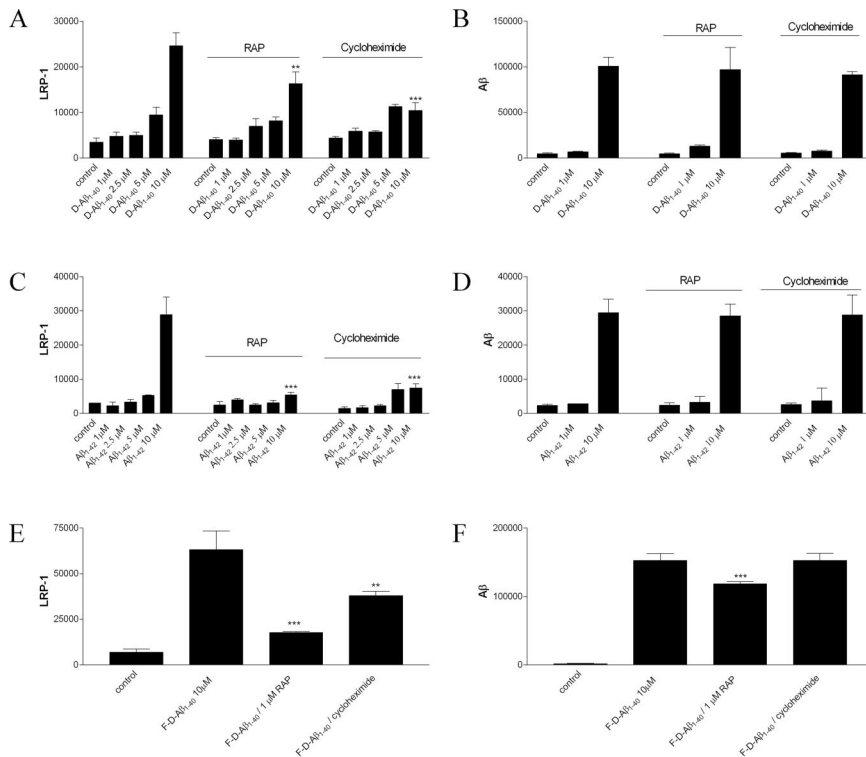 A
LRP-1
30000
20000
10000
0
RAP
Cycloheximide
**
***
control
D-Aβ1-40 1µM
D-Aβ1-40 2.5 µM
D-Aβ1-40 5 µM
D-Aβ1-40 10 µM
control
D-Aβ1-40 1 µM
D-Aβ1-40 2.5 µM
D-Aβ1-40 5 µM
D-Aβ1-40 10 µM
control
D-Aβ1-40 1 µM
D-Aβ1-40 2.5 µM
D-Aβ1-40 5 µM
D-Aβ1-40 10 µM
B
Aβ
150000
100000
50000
0
RAP
Cycloheximide
control
D-Aβ1-40 1µM
D-Aβ1-40 10 µM
control
D-Aβ1-40 1 µM
D-Aβ1-40 10 µM
control
D-Aβ1-40 1 µM
D-Aβ1-40 10 µM
C
LRP-1
40000
30000
20000
10000
0
RAP
Cycloheximide
***
***
control
Aβ1-42 1µM
Aβ1-42 2.5 µM
Aβ1-42 5 µM
Aβ1-42 10 µM
control
Aβ1-42 1 µM
Aβ1-42 2.5 µM
Aβ1-42 5 µM
Aβ1-42 10 µM
control
Aβ1-42 1 µM
Aβ1-42 2.5 µM
Aβ1-42 5 µM
Aβ1-42 10 µM
D
Aβ
40000
30000
20000
10000
0
RAP
Cycloheximide
control
Aβ1-42 1µM
Aβ1-42 10 µM
control
Aβ1-42 1 µM
Aβ1-42 10 µM
control
Aβ1-42 1 µM
Aβ1-42 10 µM
E
LRP-1
75000
50000
25000
0
***
**
control
F-D-Aβ1-40 10µM
F-D-Aβ1-40 / 1 µM RAP
F-D-Aβ1-40 / cycloheximide
F
Aβ
200000
150000
100000
50000
0
***
control
F-D-Aβ1-40 10µM
F-D-Aβ1-40 / 1 µM RAP
F-D-Aβ1-40 / cycloheximide